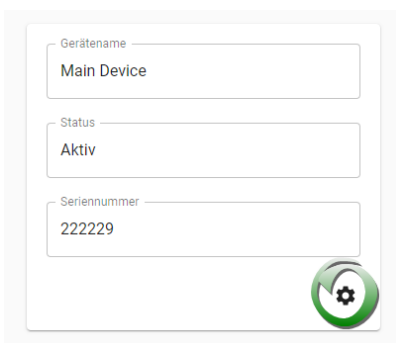 Gerätename
Main Device
Status
Aktiv
Seriennummer
222229